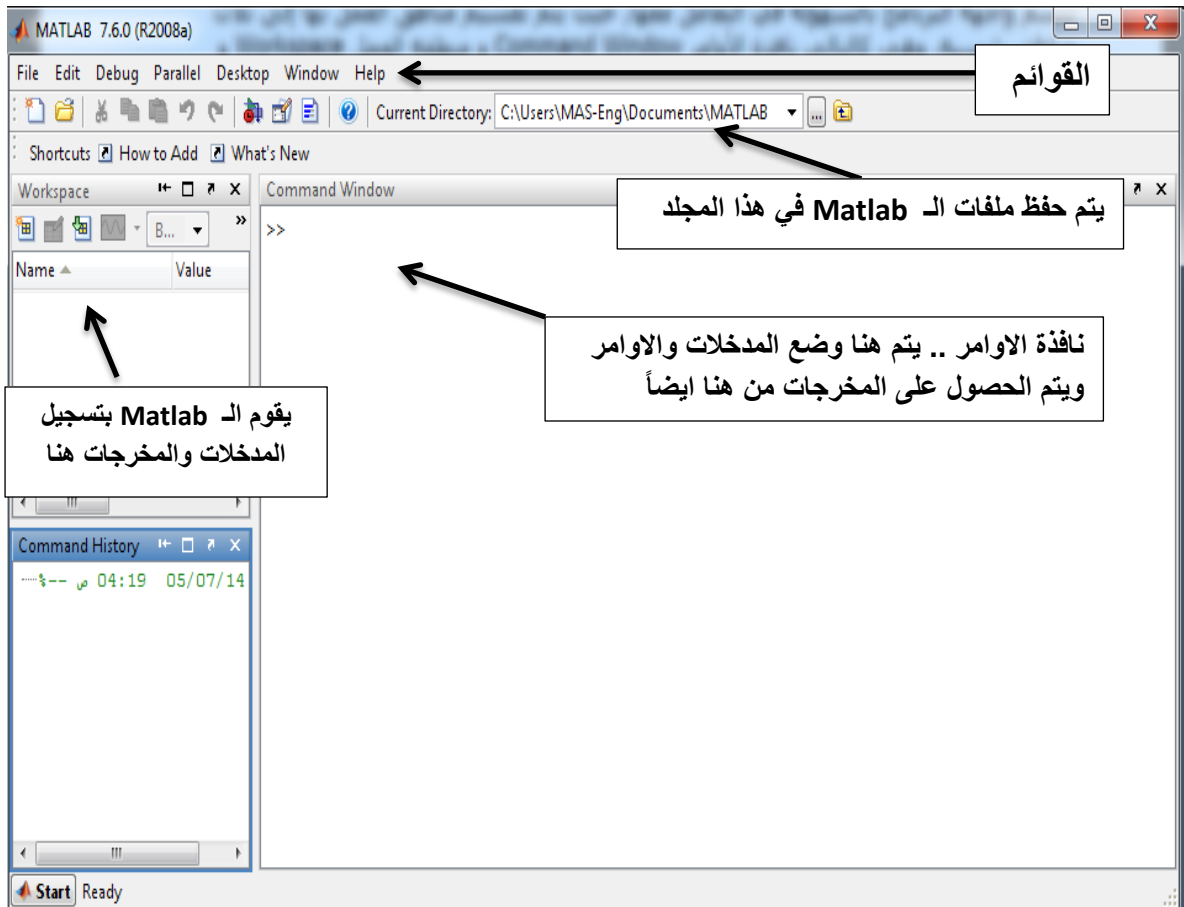 MATLAB 7.6.0 (R2008a)
File Edit Debug Parallel Desktop Window Help
القوائم
Current Directory: C:\Users\MAS-Eng\Documents\MATLAB ...
Shortcuts How to Add What's New
Workspace
Command Window
يتم حفظ ملفات الـ Matlab في هذا المجلد
B...
»
>>
Name Value
نافذة الاوامر .. يتم هنا وضع المدخلات والاوامر
ويتم الحصول على المخرجات من هنا ايضاً
يقوم الـ Matlab بتسجيل
المدخلات والمخرجات هنا
Command History
%-- ص 04:19 05/07/14
Start Ready